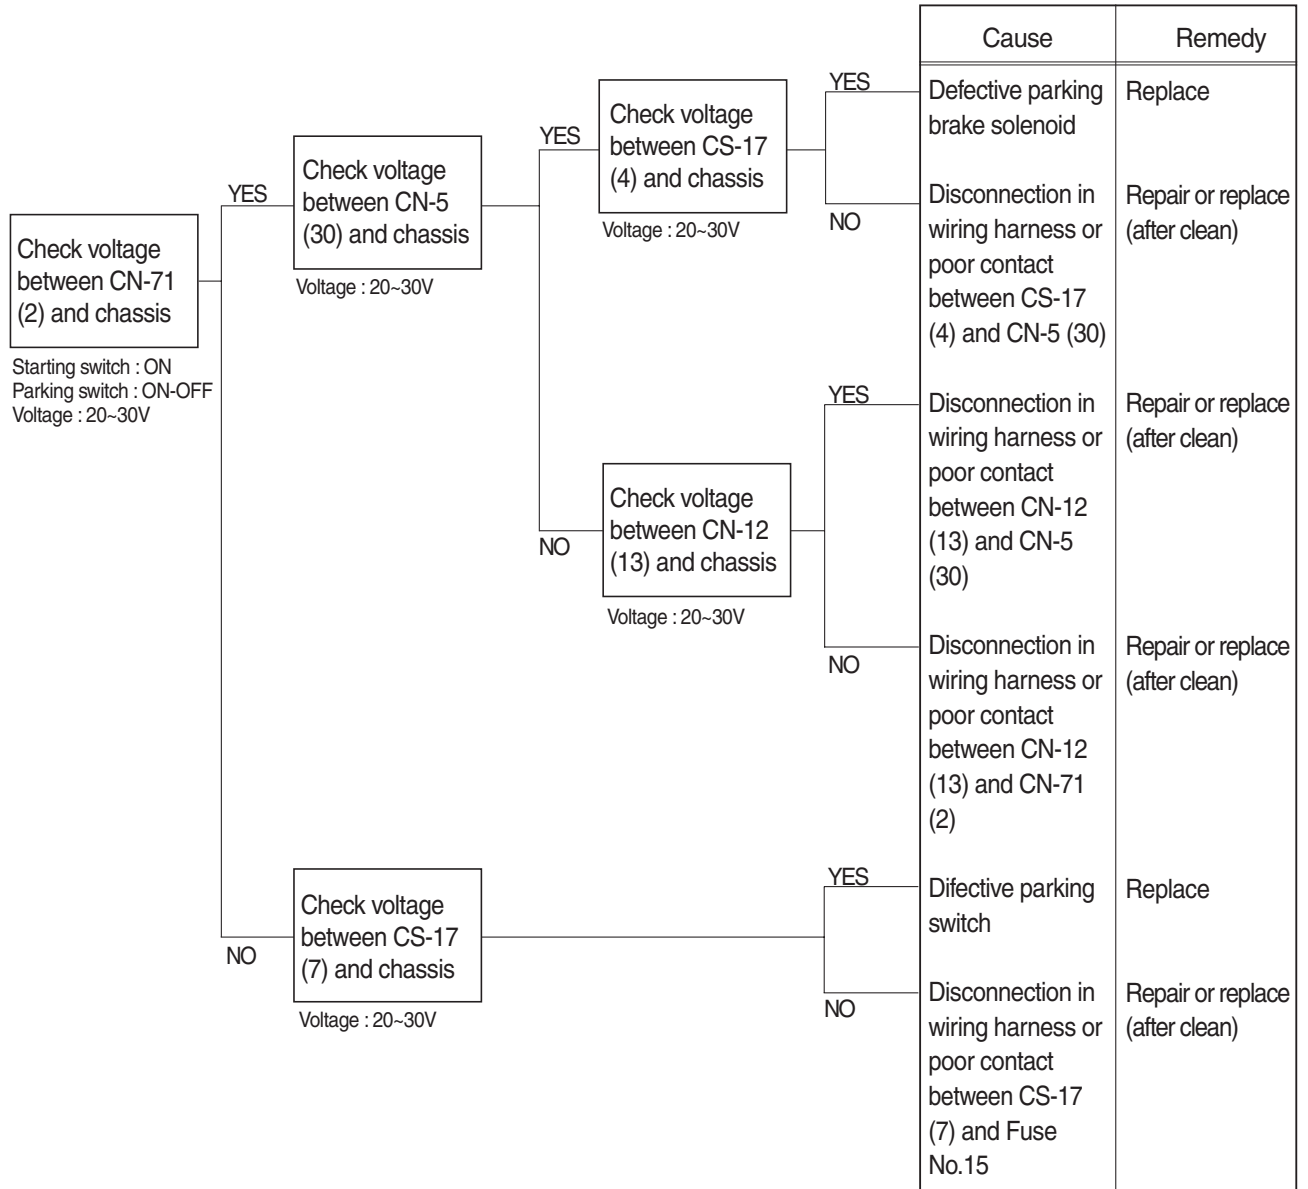 Cause
Remedy
Check voltage
between CN-71
(2) and chassis
Starting switch : ON
Parking switch : ON-OFF
Voltage : 20~30V
YES
Check voltage
between CN-5
(30) and chassis
Voltage : 20~30V
YES
Check voltage
between CS-17
(4) and chassis
Voltage : 20~30V
YES
Defective parking
brake solenoid
Replace
NO
Disconnection in
wiring harness or
poor contact
between CS-17
(4) and CN-5 (30)
Repair or replace
(after clean)
NO
Check voltage
between CN-12
(13) and chassis
Voltage : 20~30V
YES
Disconnection in
wiring harness or
poor contact
between CN-12
(13) and CN-5
(30)
Repair or replace
(after clean)
NO
Disconnection in
wiring harness or
poor contact
between CN-12
(13) and CN-71
(2)
Repair or replace
(after clean)
NO
Check voltage
between CS-17
(7) and chassis
Voltage : 20~30V
YES
Difective parking
switch
Replace
NO
Disconnection in
wiring harness or
poor contact
between CS-17
(7) and Fuse
No.15
Repair or replace
(after clean)